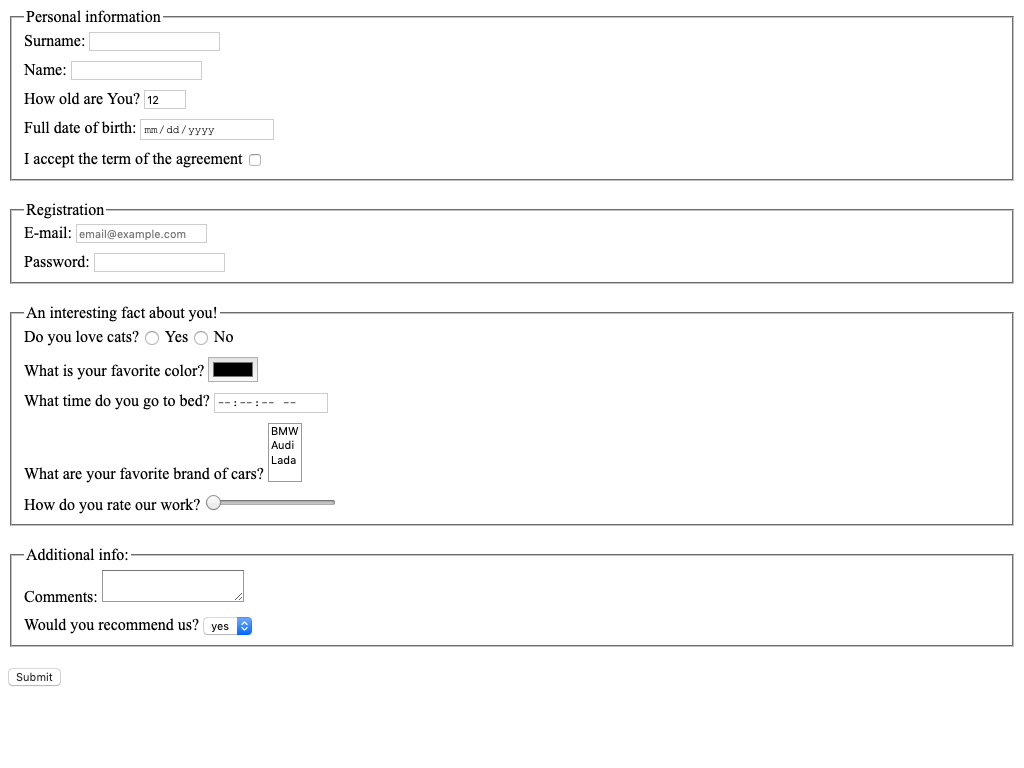 Personal information
Surname:
Name:
How old are You? 12
Full date of birth: mm/dd/yyyy
I accept the term of the agreement
Registration
E-mail: email@example.com
Password:
An interesting fact about you!
Do you love cats? Yes No
What is your favorite color?
What time do you go to bed? --:--:-- --
BMW
Audi
Lada
What are your favorite brand of cars?
How do you rate our work?
Additional info:
Comments:
Would you recommend us? yes
Submit